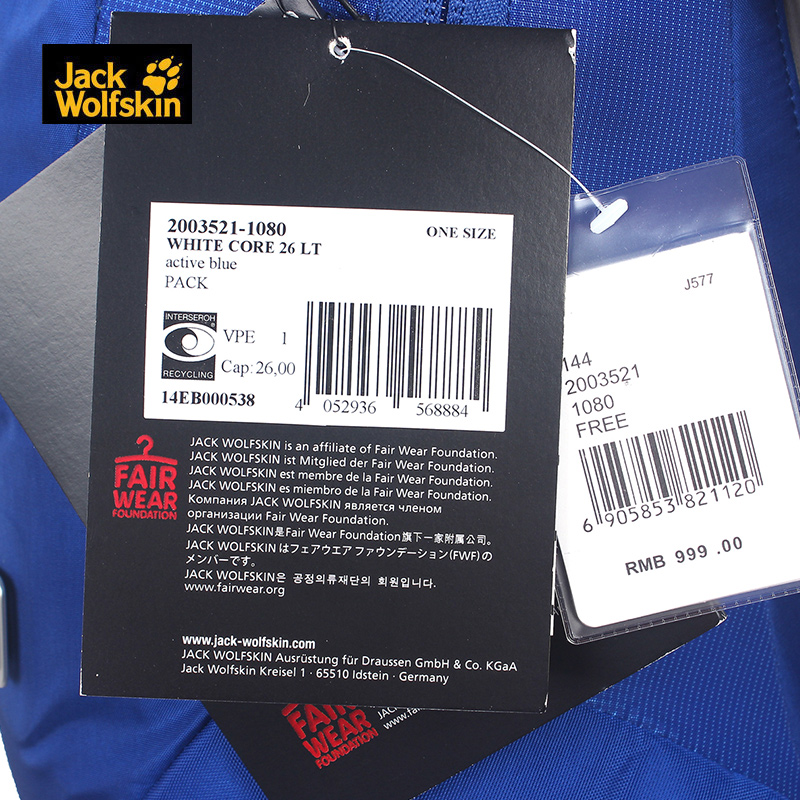 Jack
Wolfskin
2003521-1080
ONE SIZE
WHITE CORE 26 LT
active blue
PACK
INTERSEROH
®
RECYCLING
VPE 1
Cap: 26,00
14EB000538
4 052936 568884
J577
144
2003521
1080
FREE
6 905853 821120
RMB 999 .00
FAIR
WEAR
FOUNDATION
JACK WOLFSKIN is an affiliate of Fair Wear Foundation.
JACK WOLFSKIN ist Mitglied der Fair Wear Foundation.
JACK WOLFSKIN est membre de la Fair Wear Foundation.
JACK WOLFSKIN es miembro de la Fair Wear Foundation.
Компания JACK WOLFSKIN является членом
организации Fair Wear Foundation.
JACK WOLFSKIN是Fair Wear Foundation旗下一家附属公司。
JACK WOLFSKIN はフェアウエア ファウンデーション(FWF)の
メンバーです。
JACK WOLFSKIN은 공정의류재단의 회원입니다.
www.fairwear.org
www.jack-wolfskin.com
JACK WOLFSKIN Ausrüstung für Draussen GmbH & Co. KGaA
Jack Wolfskin Kreisel 1 · 65510 Idstein · Germany
FAIR
WEAR
FOUNDATION
www.fairwear